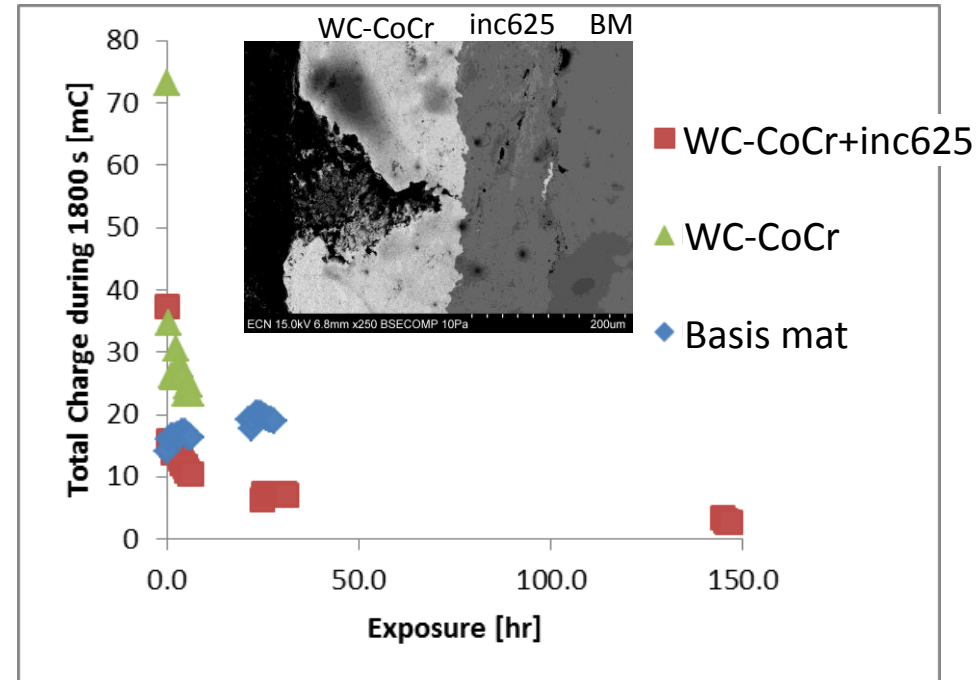 WC-CoCr inc625 BM
80
70
60
50
40
30
20
10
0
Total Charge during 1800 s [mC]
ECN 15.0kV 6.8mm x250 BSECOMP 10Pa 200um
WC-CoCr+inc625
WC-CoCr
Basis mat
0.0 50.0 100.0 150.0
Exposure [hr]